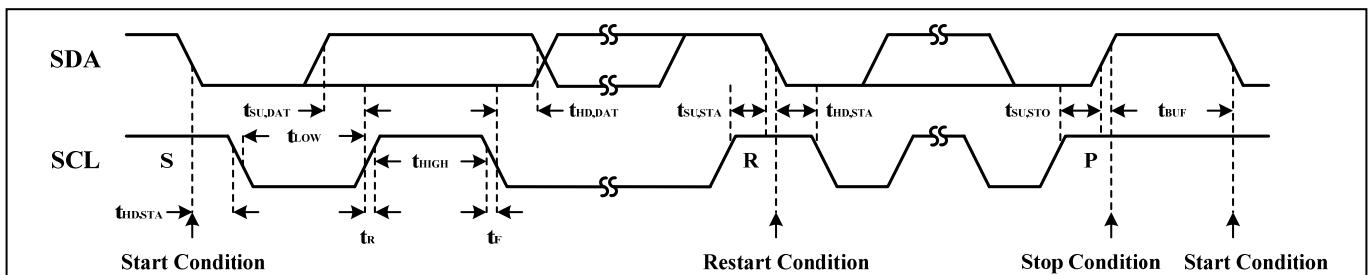 SDA
tSU,DAT
tHD,DAT
tSU,STA
tHD,STA
tSU,STO
tBUF
tLOW
SCL
S
tHIGH
R
P
tHD,STA
tR
tF
Start Condition
Restart Condition
Stop Condition
Start Condition